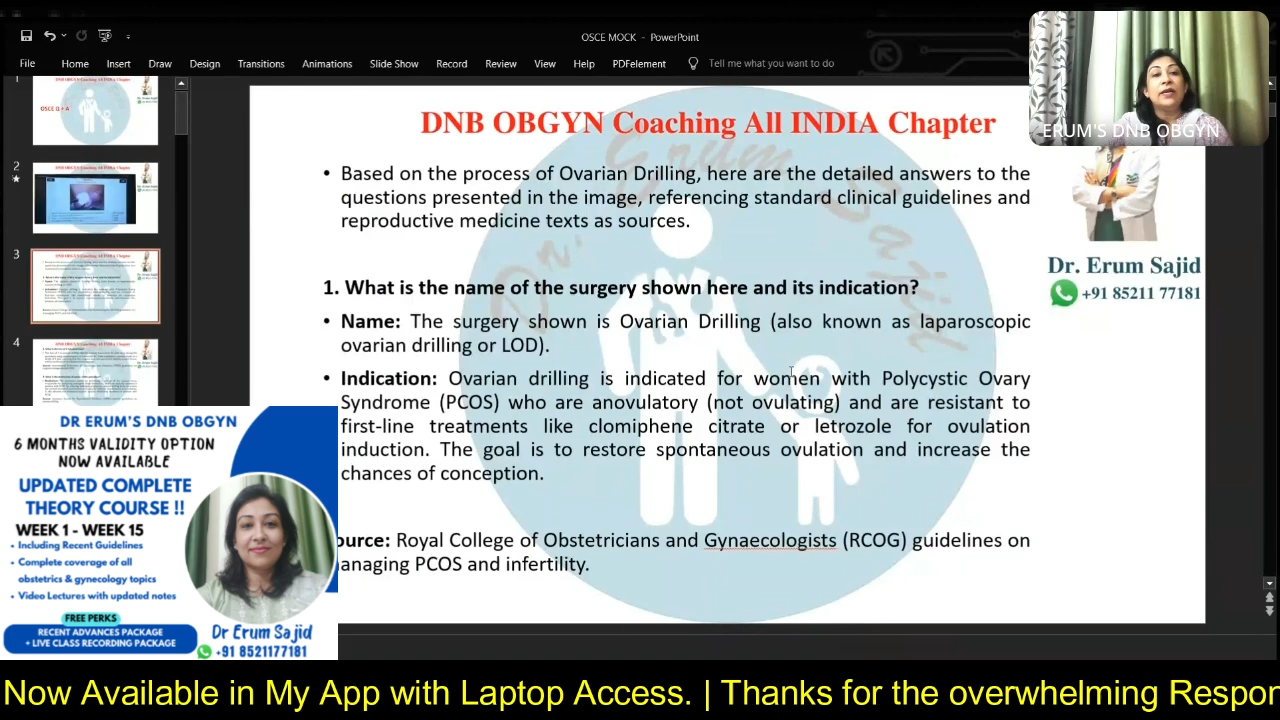 OSCE MOCK - PowerPoint
File Home Insert Draw Design Transitions Animations Slide Show Record Review View Help PDFelement Tell me what you want to do
ERUM'S DNB OBGYN
1
OSCE Q + A
2
3
4
DNB OBGYN Coaching All INDIA Chapter
• Based on the process of Ovarian Drilling, here are the detailed answers to the
questions presented in the image, referencing standard clinical guidelines and
reproductive medicine texts as sources.
1. What is the name of the surgery shown here and its indication?
• Name: The surgery shown is Ovarian Drilling (also known as laparoscopic
ovarian drilling or LOD)
• Indication: Ovarian drilling is indicated for women with Polycystic Ovary
Syndrome (PCOS) who are anovulatory (not ovulating) and are resistant to
first-line treatments like clomiphene citrate or letrozole for ovulation
induction. The goal is to restore spontaneous ovulation and increase the
chances of conception.
ource: Royal College of Obstetricians and Gynaecologists (RCOG) guidelines on
anaging PCOS and infertility.
Dr. Erum Sajid
+91 85211 77181
DR ERUM'S DNB OBGYN
6 MONTHS VALIDITY OPTION
NOW AVAILABLE
UPDATED COMPLETE
THEORY COURSE !!
WEEK 1 - WEEK 15
• Including Recent Guidelines
• Complete coverage of all
obstetrics & gynecology topics
• Video Lectures with updated notes
FREE PERKS
RECENT ADVANCES PACKAGE
+ LIVE CLASS RECORDING PACKAGE
Dr Erum Sajid
+91 8521177181
Now Available in My App with Laptop Access. | Thanks for the overwhelming Respon